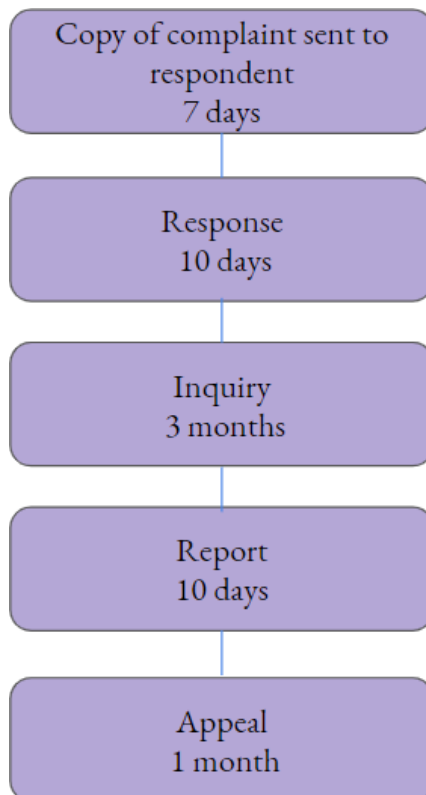 Copy of complaint sent to
respondent
7 days
Response
10 days
Inquiry
3 months
Report
10 days
Appeal
1 month